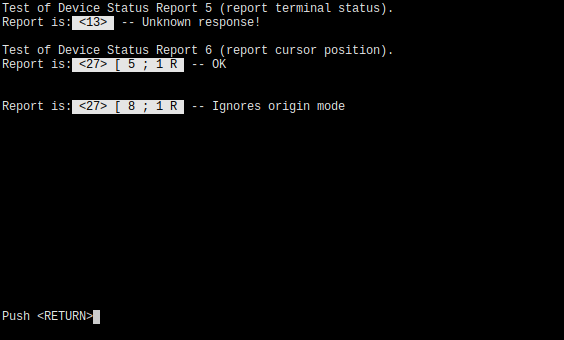 Test of Device Status Report 5 (report terminal status).
Report is: <13>  -- Unknown response!
Test of Device Status Report 6 (report cursor position).
Report is: <27> [ 5 ; 1 R  -- OK
Report is: <27> [ 8 ; 1 R  -- Ignores origin mode
Push <RETURN>